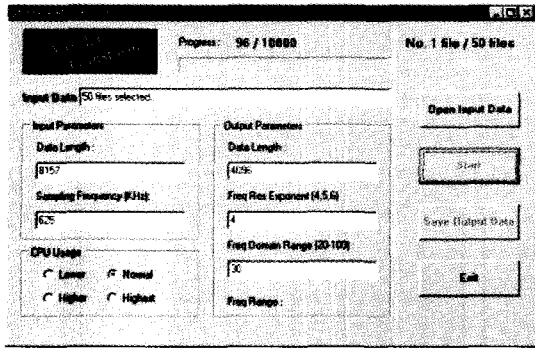 Progress: 96 / 10000
No. 1 file / 50 files
Input Data 50 files selected.
Open Input Data
Input Parameters
Data Length
8157
Sampling Frequency (KHz)
625
Output Parameters
Data Length
4096
Freq Res Exponent (4,5,6)
4
Freq Domain Range (20-100)
30
Freq Range :
Start
Save Output Data
Exit
CPU Usage
Lower
Normal
Higher
Highest